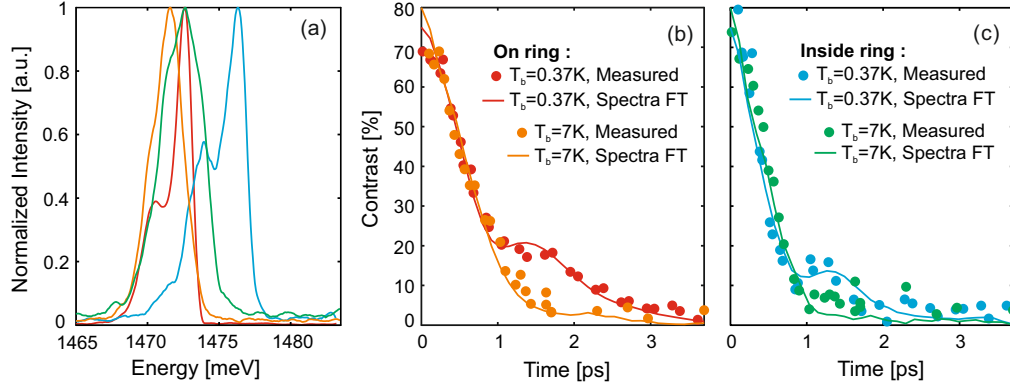 (a)
Normalized Intensity [a.u.]
1
0.8
0.6
0.4
0.2
0
1465 1470 1475 1480
Energy [meV]
(b)
Contrast [%]
80
70
60
50
40
30
20
10
0
On ring :
T_b=0.37K, Measured
T_b=0.37K, Spectra FT
T_b=7K, Measured
T_b=7K, Spectra FT
0 1 2 3
Time [ps]
(c)
Inside ring :
T_b=0.37K, Measured
T_b=0.37K, Spectra FT
T_b=7K, Measured
T_b=7K, Spectra FT
0 1 2 3
Time [ps]